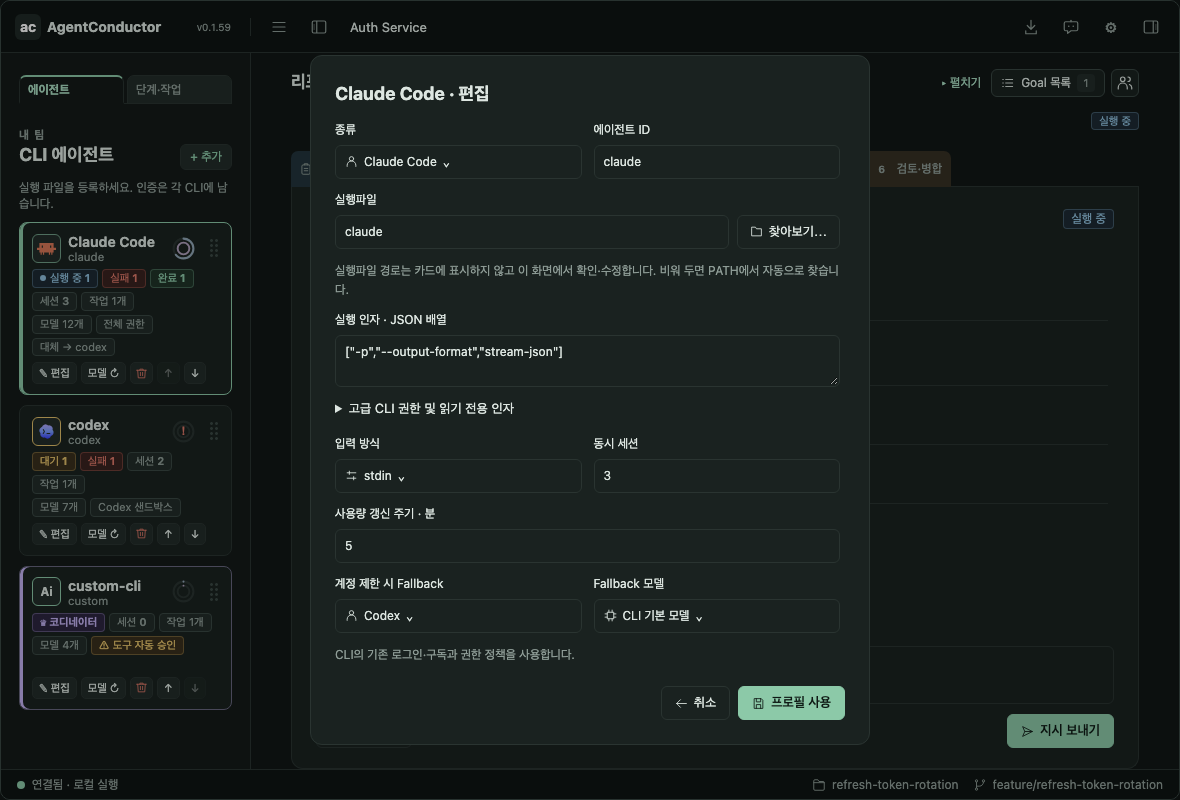 ac AgentConductor v0.1.59 Auth Service
에이전트 단계·작업
내 팀
CLI 에이전트 + 추가
실행 파일을 등록하세요. 인증은 각 CLI에 남
습니다.
Claude Code
claude
실행 중 1 실패 1 완료 1
세션 3 작업 1개
모델 12개 전체 권한
대체 → codex
편집 모델
codex
codex
대기 1 실패 1 세션 2
작업 1개
모델 7개 Codex 샌드박스
편집 모델
Ai custom-cli
custom
코디네이터 세션 0 작업 1개
모델 4개 도구 자동 승인
편집 모델
펼치기 Goal 목록 1
실행 중
6 검토·병합
실행 중
Claude Code · 편집
종류 에이전트 ID
Claude Code claude
실행파일
claude 찾아보기...
실행파일 경로는 카드에 표시하지 않고 이 화면에서 확인·수정합니다. 비워 두면 PATH에서 자동으로 찾습니
다.
실행 인자 · JSON 배열
["-p","--output-format","stream-json"]
고급 CLI 권한 및 읽기 전용 인자
입력 방식 동시 세션
stdin 3
사용량 갱신 주기 · 분
5
계정 제한 시 Fallback Fallback 모델
Codex CLI 기본 모델
CLI의 기존 로그인·구독과 권한 정책을 사용합니다.
← 취소 프로필 사용
지시 보내기
연결됨 · 로컬 실행 refresh-token-rotation feature/refresh-token-rotation